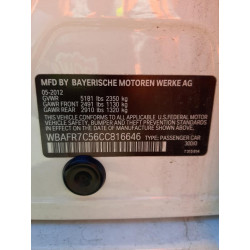 MFD BY BAYERISCHE MOTOREN WERKE AG
05-2012
GVWR 5181 LBS 2350 KG
GAWR FRONT 2491 LBS 1130 KG
GAWR REAR 2910 LBS 1320 KG
THIS VEHICLE CONFORMS TO ALL APPLICABLE U.S. FEDERAL MOTOR
VEHICLE SAFETY, BUMPER, AND THEFT PREVENTION STANDARDS
IN EFFECT ON THE DATE OF MANUFACTURE SHOWN ABOVE.
WBAFR7C56CC816646 TYPE: PASSENGER CAR